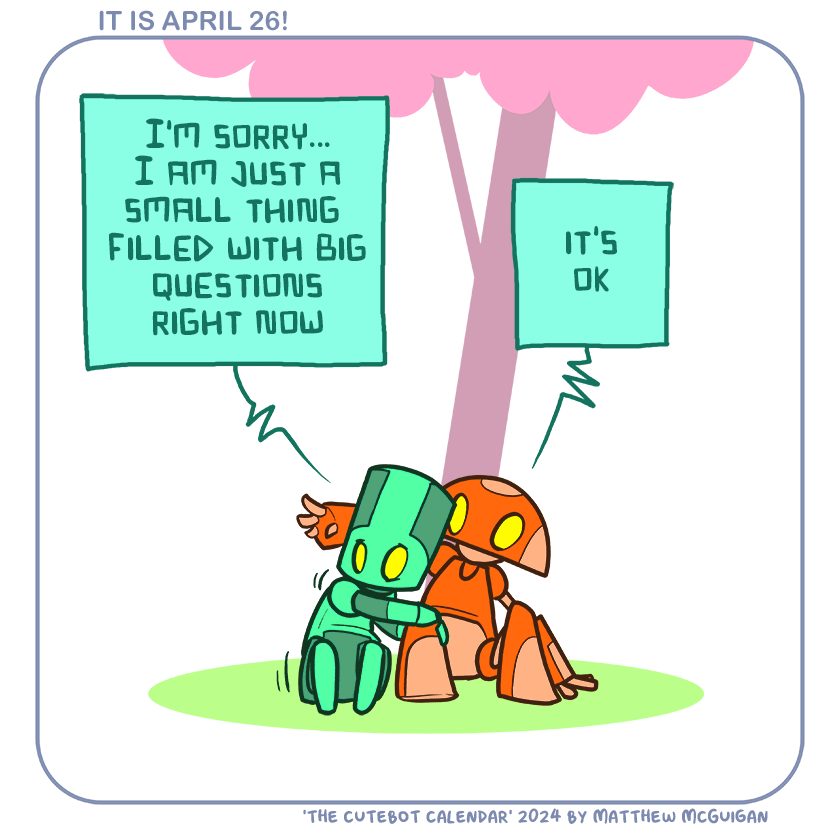 IT IS APRIL 26!
I'M SORRY...
I AM JUST A
SMALL THING
FILLED WITH BIG
QUESTIONS
RIGHT NOW
IT'S
OK
'THE CUTEBOT CALENDAR' 2024 BY MATTHEW MCGUIGAN